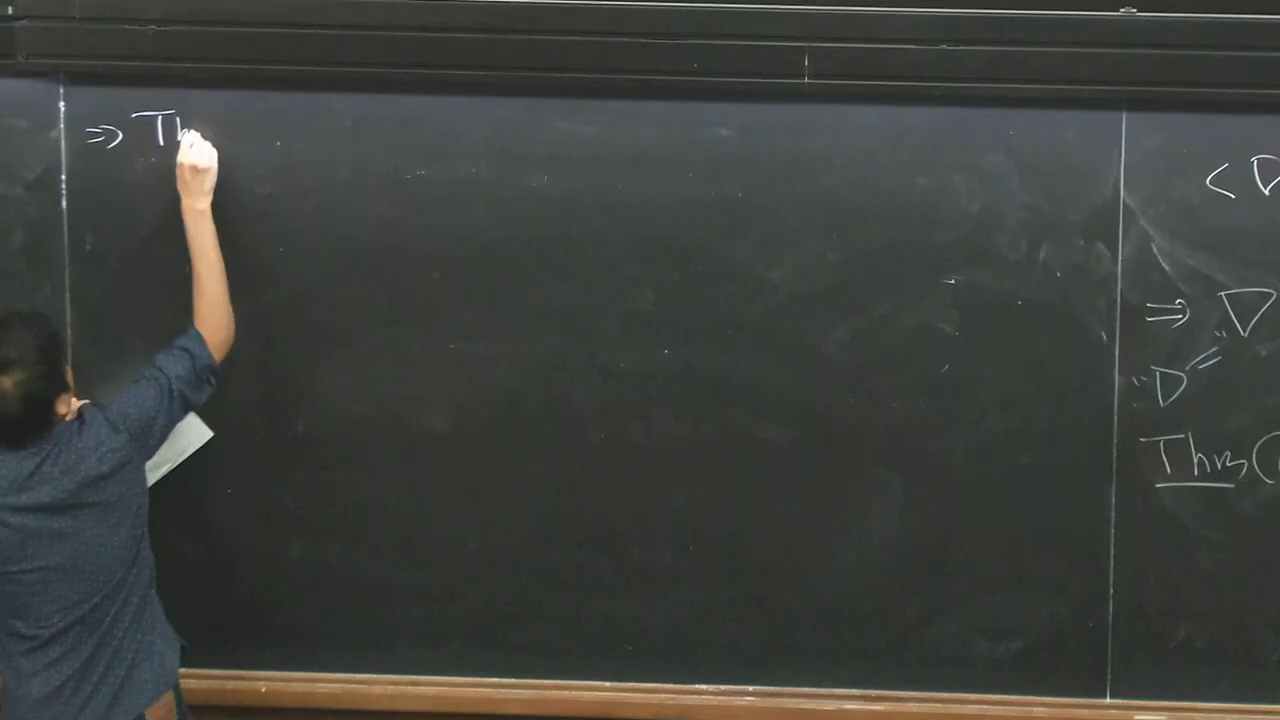 ⇒ Th
< D
⇒ ∇
"D"
Thm (